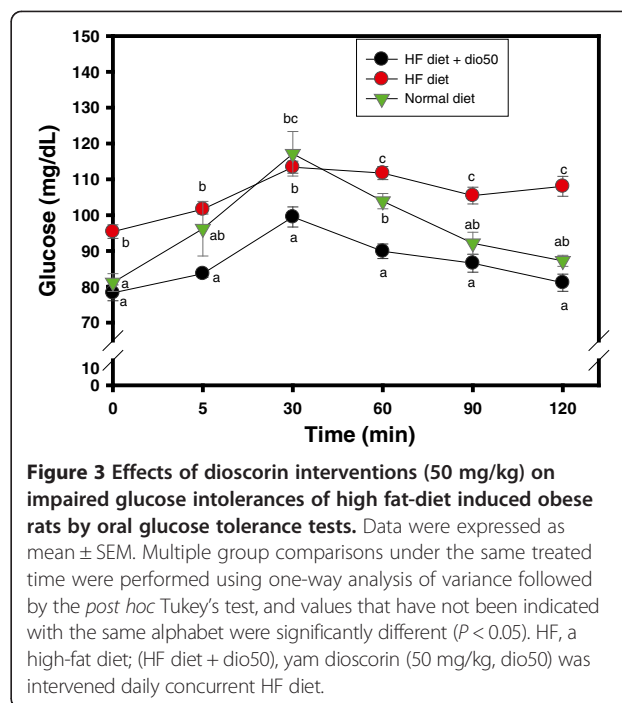 150
140
130
120
110
100
90
80
70
10
0
Glucose (mg/dL)
HF diet + dio50
HF diet
Normal diet
bc
b c c c
b
ab b b ab ab
a a a a a a
a
0 5 30 60 90 120
Time (min)
Figure 3 Effects of dioscorin interventions (50 mg/kg) on
impaired glucose intolerances of high fat-diet induced obese
rats by oral glucose tolerance tests. Data were expressed as
mean ± SEM. Multiple group comparisons under the same treated
time were performed using one-way analysis of variance followed
by the post hoc Tukey's test, and values that have not been indicated
with the same alphabet were significantly different (P < 0.05). HF, a
high-fat diet; (HF diet + dio50), yam dioscorin (50 mg/kg, dio50) was
intervened daily concurrent HF diet.